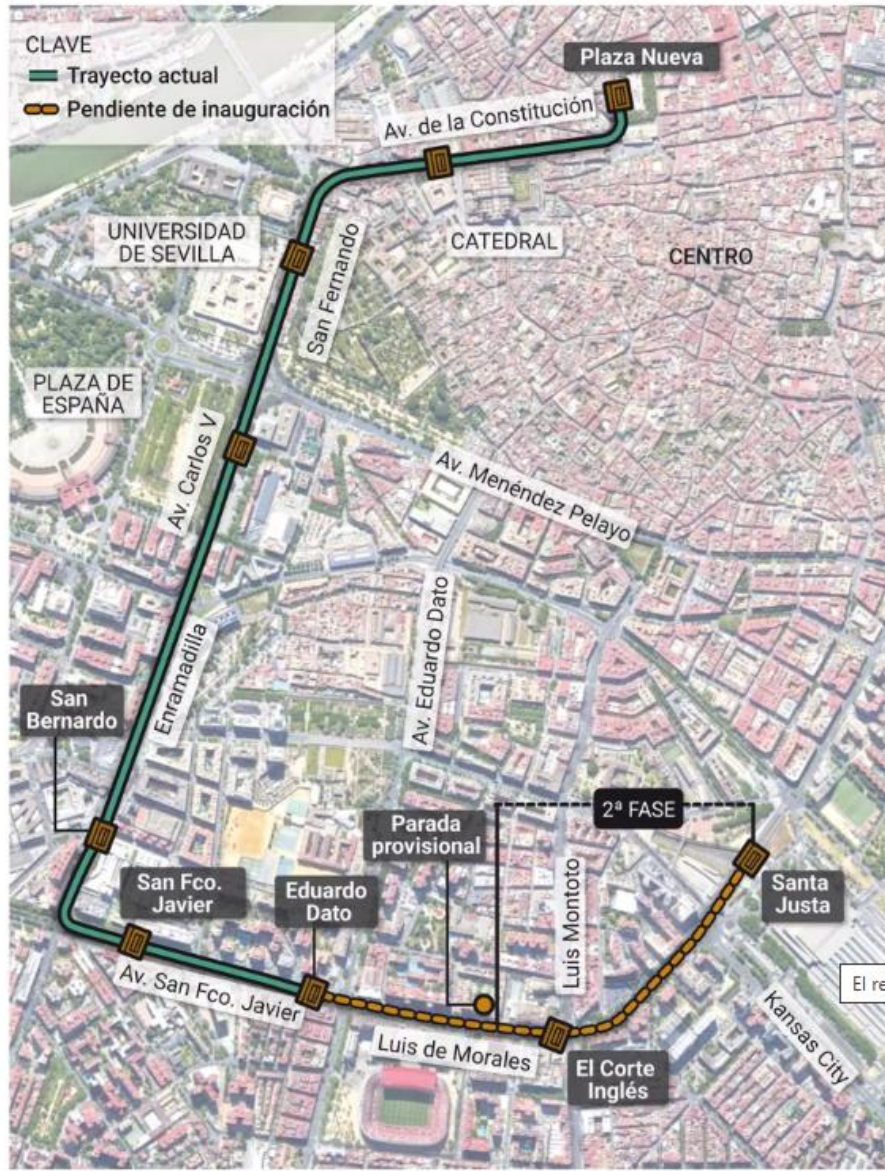 CLAVE
Trayecto actual
Pendiente de inauguración
Plaza Nueva
Av. de la Constitución
UNIVERSIDAD
DE SEVILLA
San Fernando
CATEDRAL
CENTRO
PLAZA DE
ESPAÑA
Av. Carlos V
Av. Menéndez Pelayo
Enramadilla
Av. Eduardo Dato
San
Bernardo
2ª FASE
Parada
provisional
San Fco.
Javier
Eduardo
Dato
Luis Montoto
Santa
Justa
Av. San Fco. Javier
El re
Kansas City
Luis de Morales
El Corte
Inglés